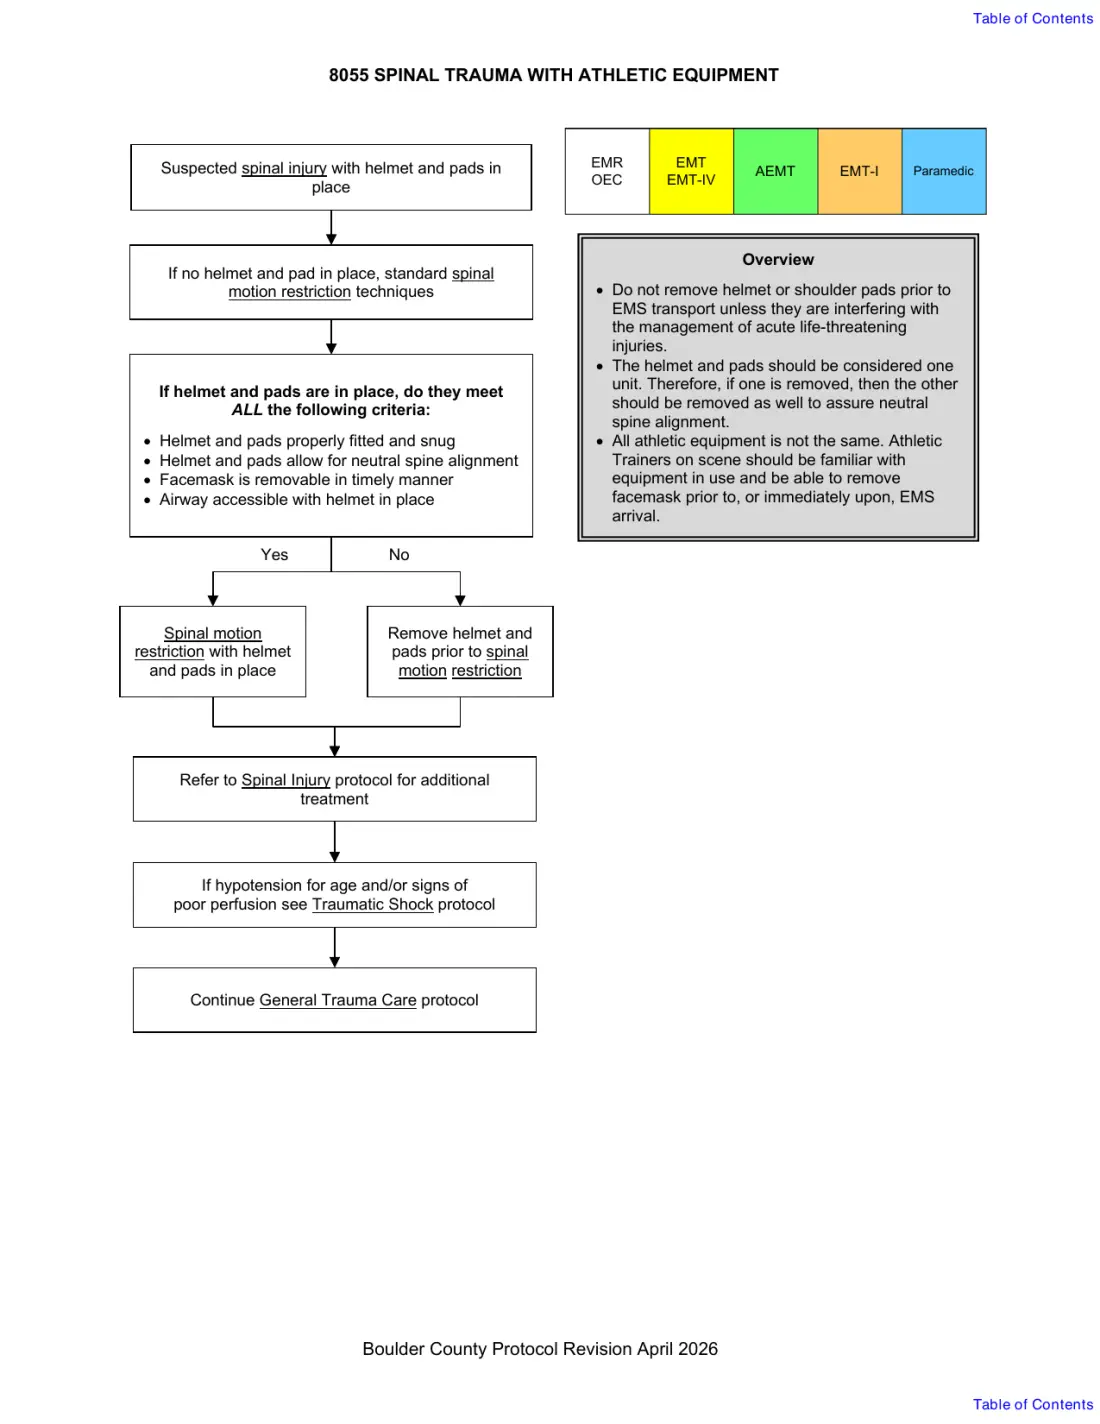 Table of Contents
8055 SPINAL TRAUMA WITH ATHLETIC EQUIPMENT
Suspected spinal injury with helmet and pads in
place
If no helmet and pad in place, standard spinal
motion restriction techniques
If helmet and pads are in place, do they meet
ALL the following criteria:
• Helmet and pads properly fitted and snug
• Helmet and pads allow for neutral spine alignment
• Facemask is removable in timely manner
• Airway accessible with helmet in place
Yes
No
Spinal motion
restriction with helmet
and pads in place
Remove helmet and
pads prior to spinal
motion restriction
Refer to Spinal Injury protocol for additional
treatment
If hypotension for age and/or signs of
poor perfusion see Traumatic Shock protocol
Continue General Trauma Care protocol
EMR
OEC
EMT
EMT-IV
AEMT
EMT-I
Paramedic
Overview
• Do not remove helmet or shoulder pads prior to
EMS transport unless they are interfering with
the management of acute life-threatening
injuries.
• The helmet and pads should be considered one
unit. Therefore, if one is removed, then the other
should be removed as well to assure neutral
spine alignment.
• All athletic equipment is not the same. Athletic
Trainers on scene should be familiar with
equipment in use and be able to remove
facemask prior to, or immediately upon, EMS
arrival.
Boulder County Protocol Revision April 2026
Table of Contents